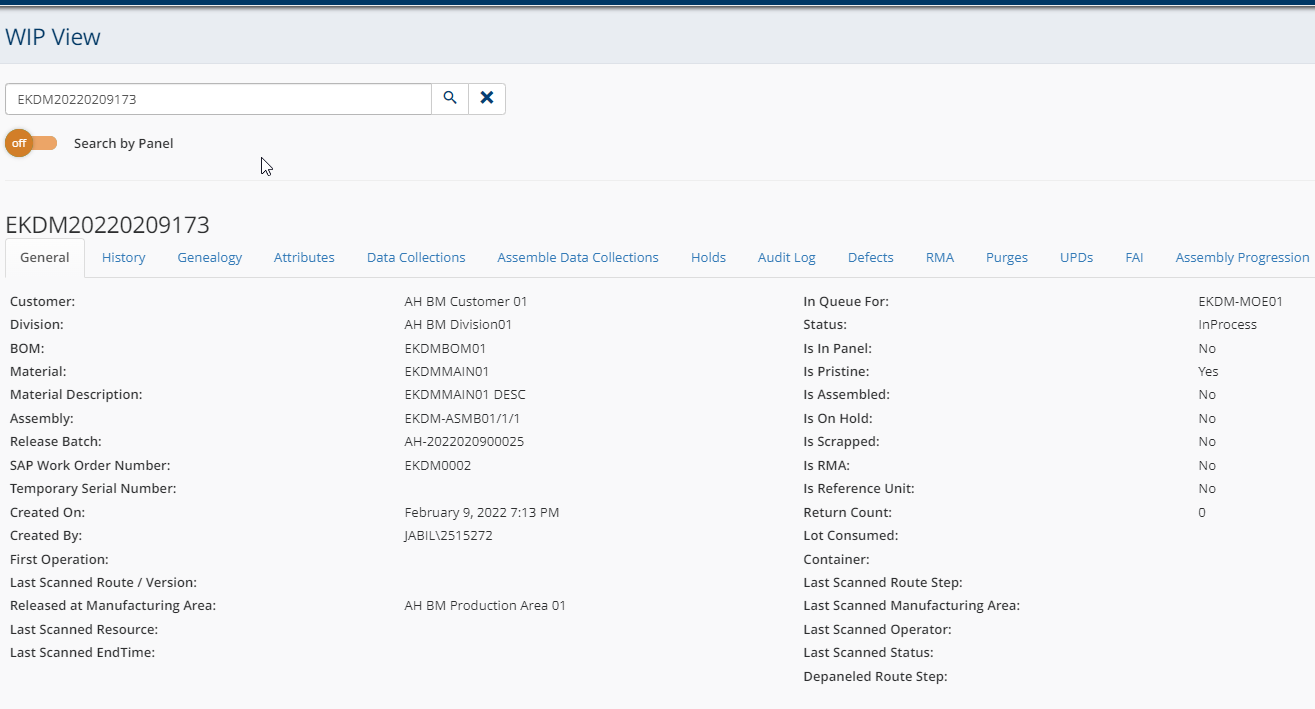 WIP View
EKDM20220209173
off Search by Panel
EKDM20220209173
General History Genealogy Attributes Data Collections Assemble Data Collections Holds Audit Log Defects RMA Purges UPDs FAI Assembly Progression
Customer: AH BM Customer 01 In Queue For: EKDM-MOE01
Division: AH BM Division01 Status: InProcess
BOM: EKDMBOM01 Is In Panel: No
Material: EKDMMAIN01 Is Pristine: Yes
Material Description: EKDMMAIN01 DESC Is Assembled: No
Assembly: EKDM-ASMB01/1/1 Is On Hold: No
Release Batch: AH-2022020900025 Is Scrapped: No
SAP Work Order Number: EKDM0002 Is RMA: No
Temporary Serial Number: Is Reference Unit: No
Created On: February 9, 2022 7:13 PM Return Count: 0
Created By: JABIL\2515272 Lot Consumed:
First Operation: Container:
Last Scanned Route / Version: Last Scanned Route Step:
Released at Manufacturing Area: AH BM Production Area 01 Last Scanned Manufacturing Area:
Last Scanned Resource: Last Scanned Operator:
Last Scanned EndTime: Last Scanned Status:
Depaneled Route Step: